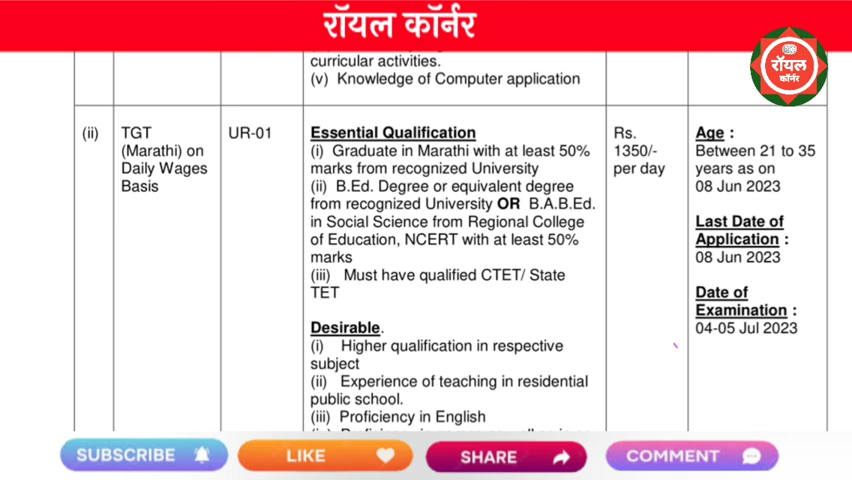 रॉयल कॉर्नर
रॉयल
कॉर्नर
curricular activities.
(v) Knowledge of Computer application
(ii)
TGT
(Marathi) on
Daily Wages
Basis
UR-01
Essential Qualification
(i) Graduate in Marathi with at least 50%
marks from recognized University
(ii) B.Ed. Degree or equivalent degree
from recognized University OR B.A.B.Ed.
in Social Science from Regional College
of Education, NCERT with at least 50%
marks
(iii) Must have qualified CTET/ State
TET
Desirable.
(i) Higher qualification in respective
subject
(ii) Experience of teaching in residential
public school.
(iii) Proficiency in English
Rs.
1350/-
per day
Age :
Between 21 to 35
years as on
08 Jun 2023
Last Date of
Application :
08 Jun 2023
Date of
Examination :
04-05 Jul 2023
SUBSCRIBE
LIKE
SHARE
COMMENT